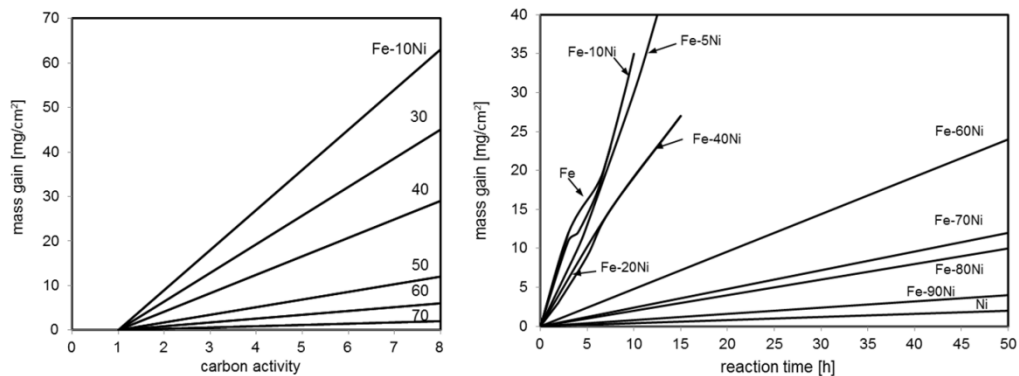 70
60
50
40
30
20
10
0
mass gain [mg/cm²]
Fe-10Ni
30
40
50
60
70
0 1 2 3 4 5 6 7 8
carbon activity
40
35
30
25
20
15
10
5
0
mass gain [mg/cm²]
Fe-10Ni
Fe-5Ni
Fe-40Ni
Fe
Fe-20Ni
Fe-60Ni
Fe-70Ni
Fe-80Ni
Fe-90Ni
Ni
0 5 10 15 20 25 30 35 40 45 50
reaction time [h]